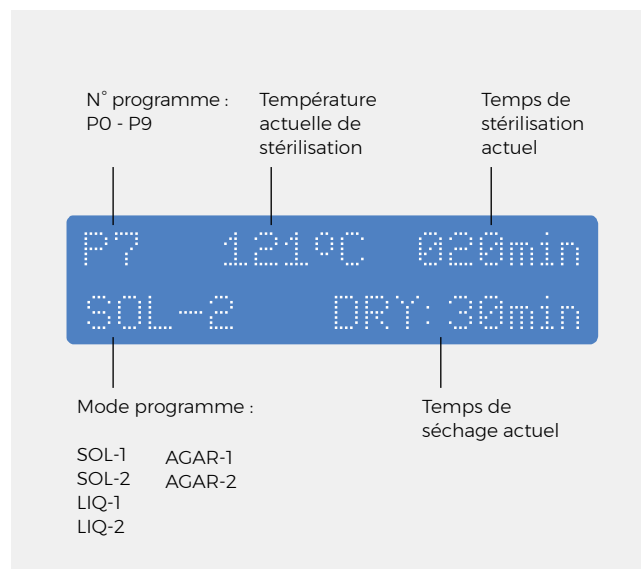 N° programme :
P0 - P9
Température
actuelle de
stérilisation
Temps de
stérilisation
actuel
P7 121ºC 020min
SOL-2 DRY:30min
Mode programme :
SOL-1
SOL-2
LIQ-1
LIQ-2
AGAR-1
AGAR-2
Temps de
séchage actuel